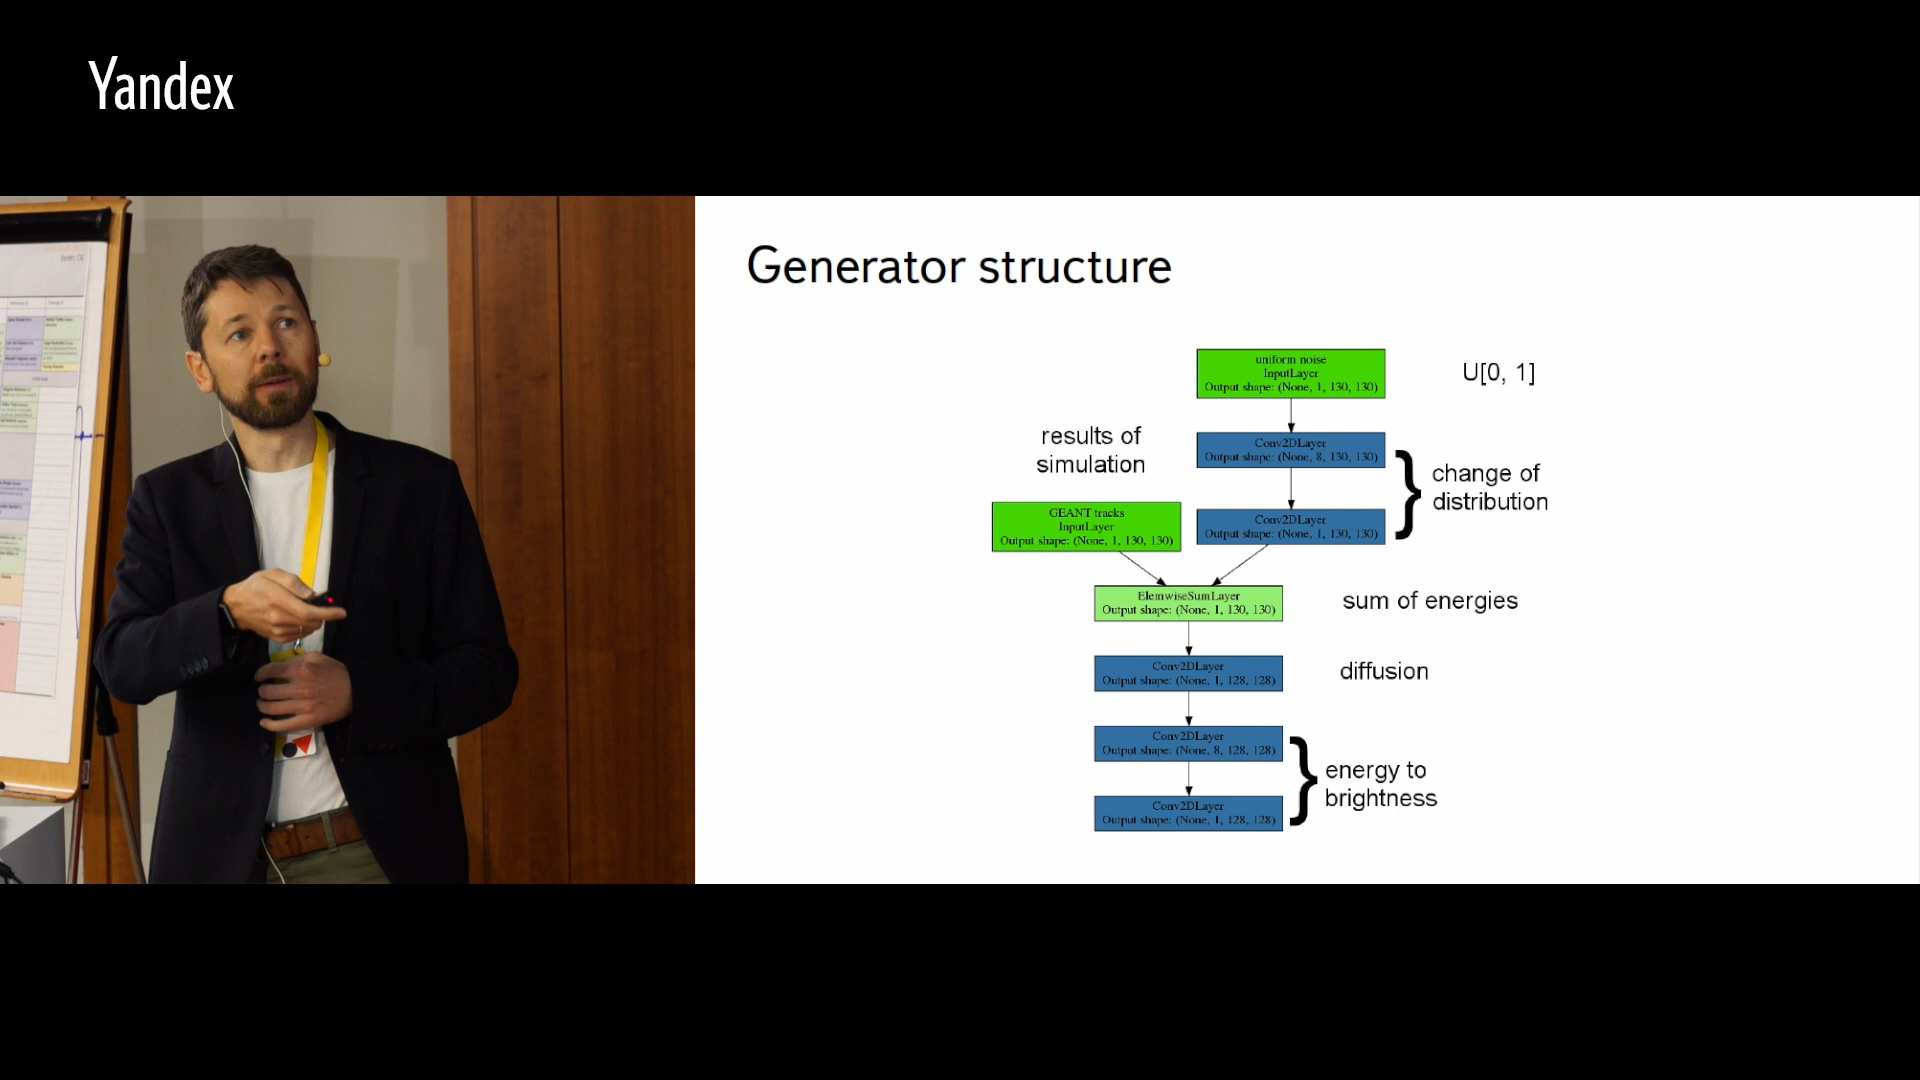 Yandex
Generator structure
uniform noise
InputLayer
Output shape: (None, 1, 130, 130)
U[0, 1]
Conv2DLayer
Output shape: (None, 8, 130, 130)
results of
simulation
change of
distribution
GEANT tracks
InputLayer
Output shape: (None, 1, 130, 130)
Conv2DLayer
Output shape: (None, 1, 130, 130)
ElemwiseSumLayer
Output shape: (None, 1, 130, 130)
sum of energies
Conv2DLayer
Output shape: (None, 1, 128, 128)
diffusion
Conv2DLayer
Output shape: (None, 8, 128, 128)
energy to
brightness
Conv2DLayer
Output shape: (None, 1, 128, 128)